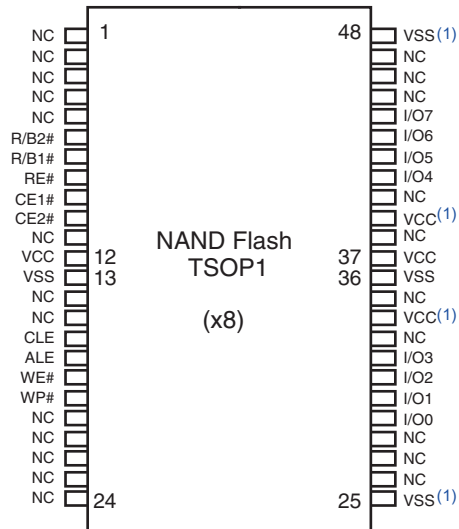 NC 1 48 VSS(1)
NC NC
NC NC
NC NC
NC I/O7
R/B2# I/O6
R/B1# I/O5
RE# I/O4
CE1# NC
CE2# VCC(1)
NC NC
VCC 12 NAND Flash 37 VCC
VSS 13 TSOP1 36 VSS
NC NC
NC (x8) VCC(1)
CLE NC
ALE I/O3
WE# I/O2
WP# I/O1
NC I/O0
NC NC
NC NC
NC NC
NC 24 25 VSS(1)